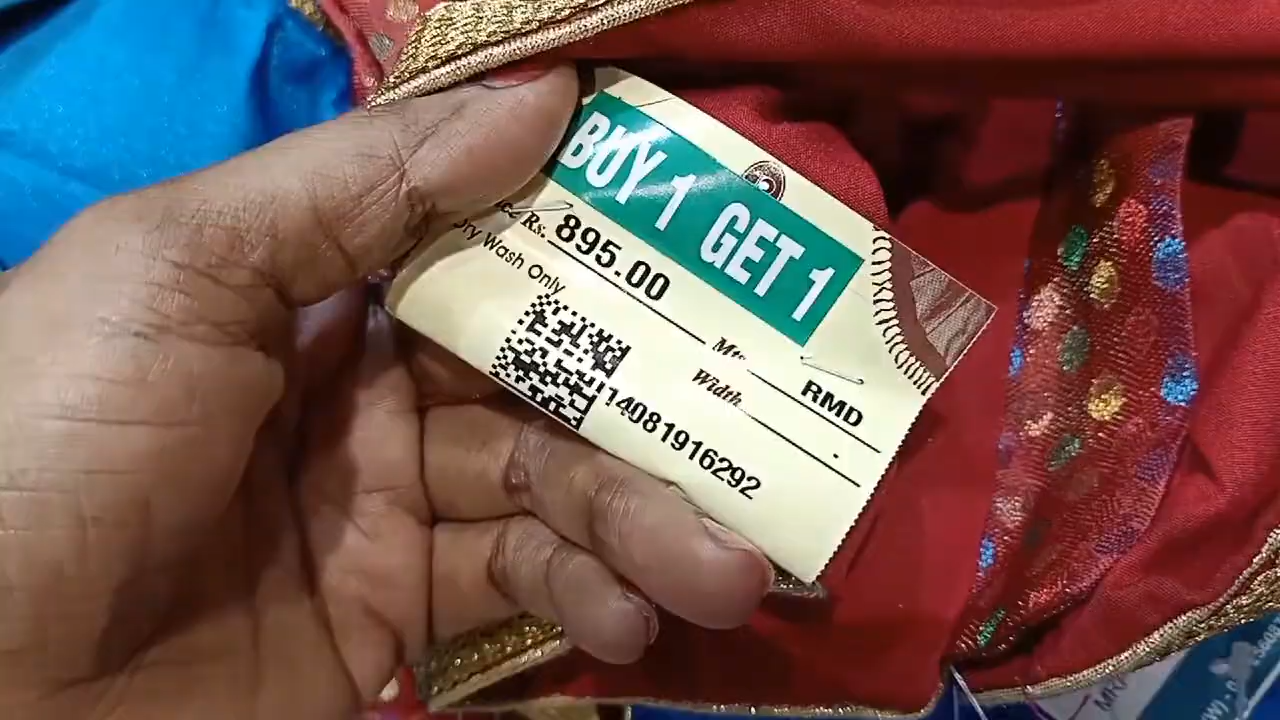 BUY 1 GET 1
Rs. 895.00
Dry Wash Only
Mtr. RMD
Width .
14081916292